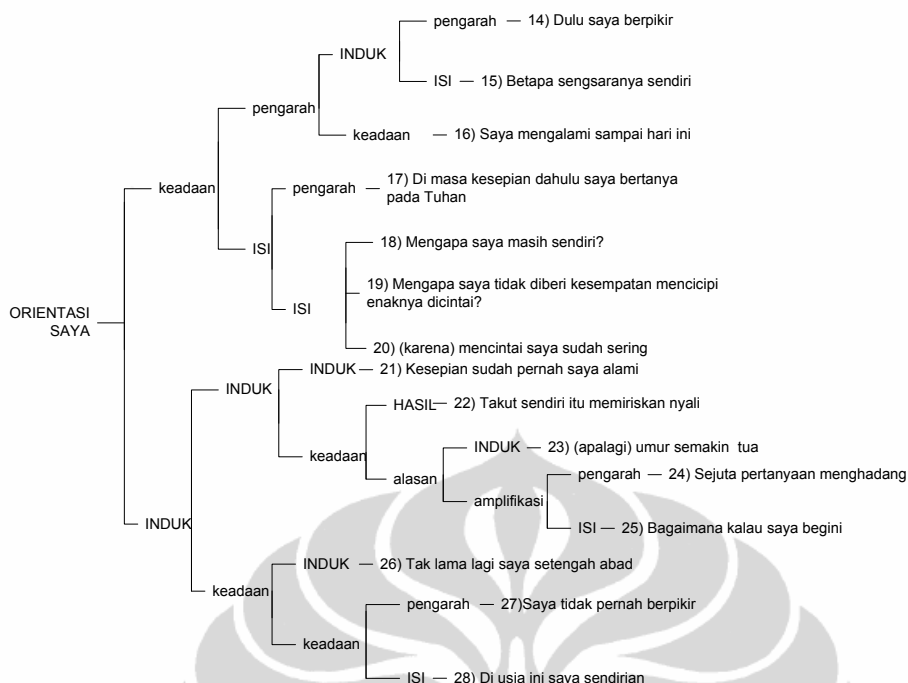 pengarah 14) Dulu saya berpikir
INDUK
ISI 15) Betapa sengsaranya sendiri
pengarah
keadaan 16) Saya mengalami sampai hari ini
keadaan
pengarah 17) Di masa kesepian dahulu saya bertanya
pada Tuhan
ISI
18) Mengapa saya masih sendiri?
19) Mengapa saya tidak diberi kesempatan mencicipi
enaknya dicintai?
ISI
20) (karena) mencintai saya sudah sering
ORIENTASI
SAYA
INDUK 21) Kesepian sudah pernah saya alami
INDUK
HASIL 22) Takut sendiri itu memiriskan nyali
keadaan
INDUK 23) (apalagi) umur semakin tua
alasan
pengarah 24) Sejuta pertanyaan menghadang
amplifikasi
ISI 25) Bagaimana kalau saya begini
INDUK
INDUK 26) Tak lama lagi saya setengah abad
keadaan
pengarah 27)Saya tidak pernah berpikir
keadaan
ISI 28) Di usia ini saya sendirian